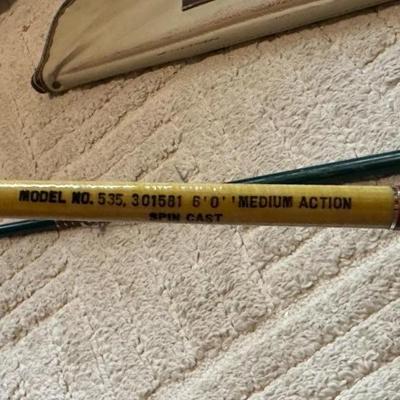 MODEL NO. 535.301581 6'0'' MEDIUM ACTION
SPIN CAST